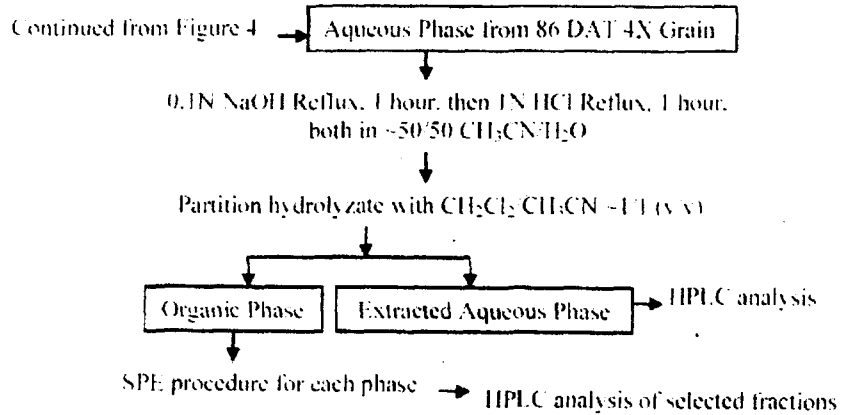 Continued from Figure 4
Aqueous Phase from 86 DAT 4X Grain
0.1N NaOH Reflux, 1 hour, then 1N HCl Reflux, 1 hour,
both in ~50/50 CH₃CN/H₂O
Partition hydrolyzate with CH₂Cl₂/CH₃CN ~1/1 (v/v)
Organic Phase
Extracted Aqueous Phase
HPLC analysis
SPE procedure for each phase
HPLC analysis of selected fractions